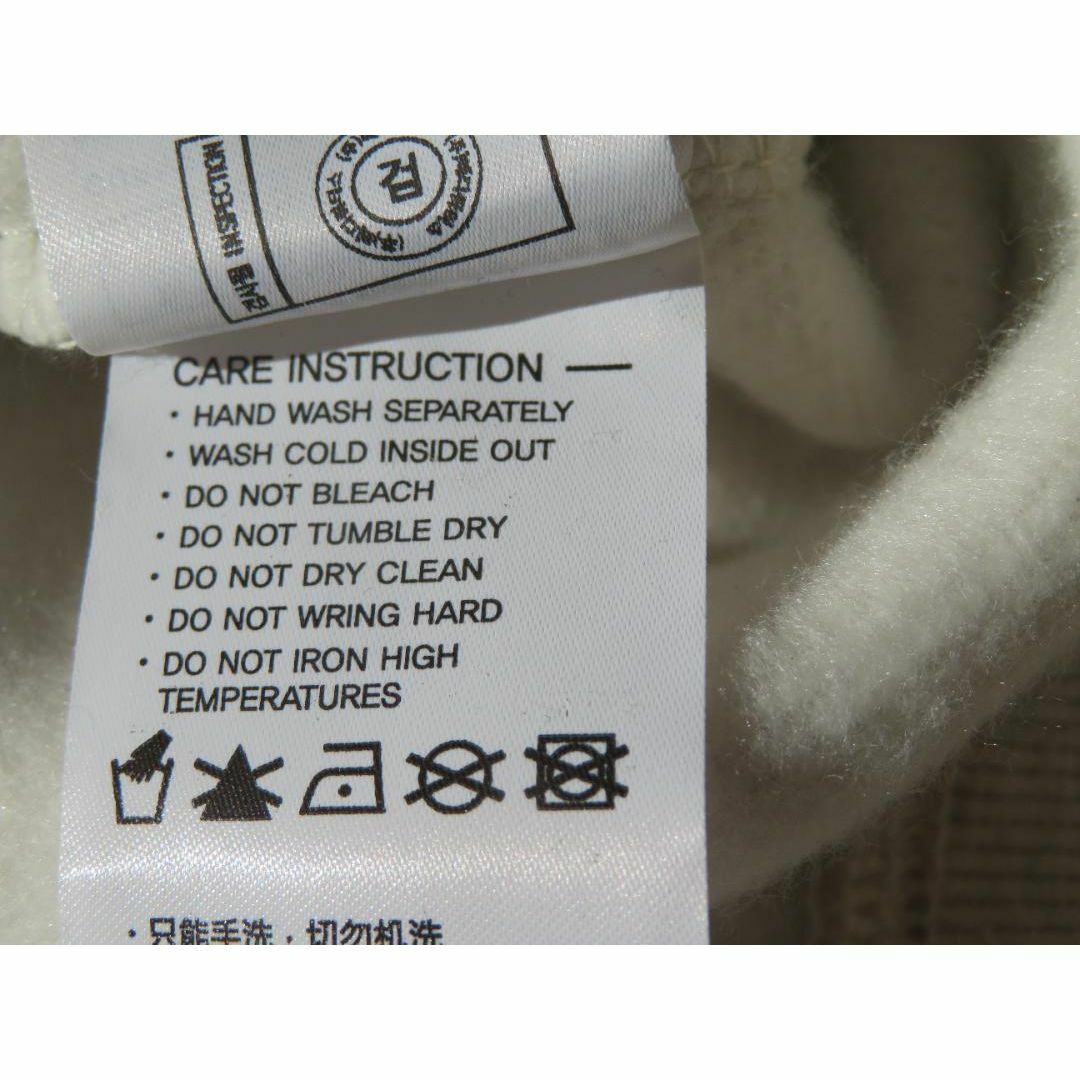 INSPECTION
CARE INSTRUCTION —
· HAND WASH SEPARATELY
· WASH COLD INSIDE OUT
· DO NOT BLEACH
· DO NOT TUMBLE DRY
· DO NOT DRY CLEAN
· DO NOT WRING HARD
· DO NOT IRON HIGH
TEMPERATURES
· 只能手洗，切勿机洗